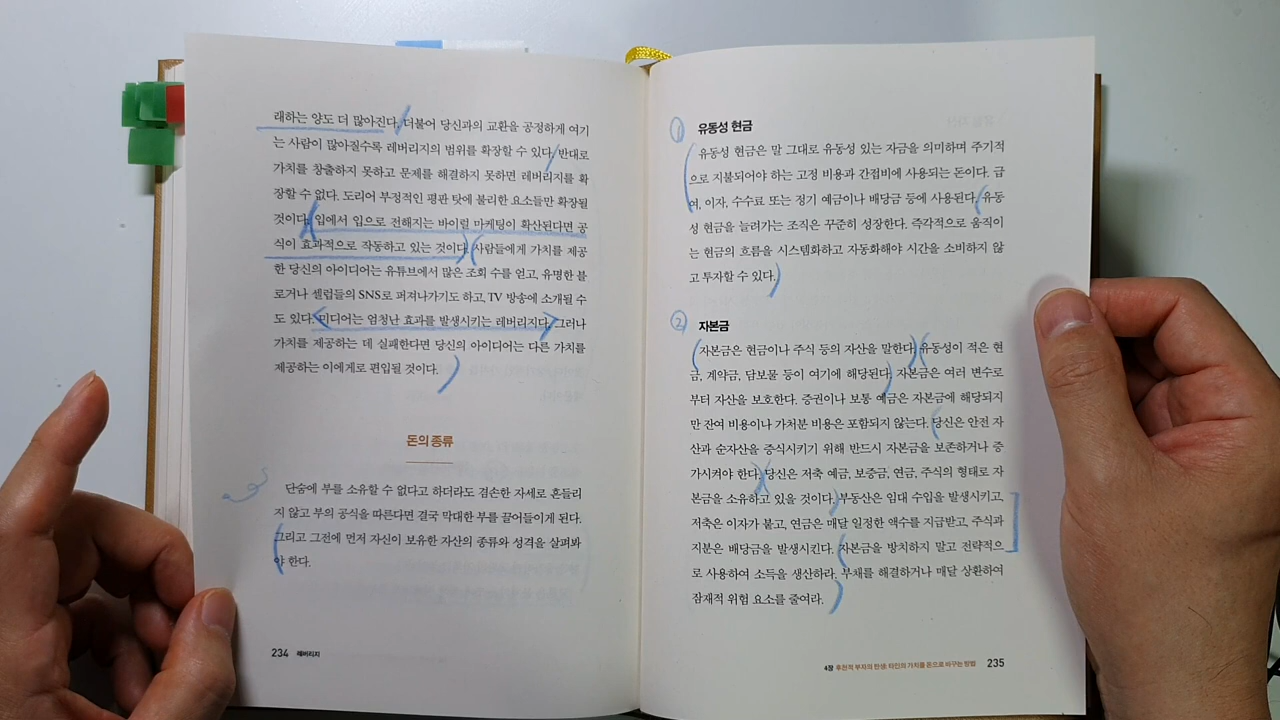 래하는 양도 더 많아진다. 더불어 당신과의 교환을 공정하게 여기
는 사람이 많아질수록 레버리지의 범위를 확장할 수 있다. 반대로
가치를 창출하지 못하고 문제를 해결하지 못하면 레버리지를 확
장할 수 없다. 도리어 부정적인 평판 탓에 불리한 요소들만 확장될
것이다. 입에서 입으로 전해지는 바이럴 마케팅이 확산된다면 공
식이 효과적으로 작동하고 있는 것이다. 사람들에게 가치를 제공
한 당신의 아이디어는 유튜브에서 많은 조회 수를 얻고, 유명한 블
로거나 셀럽들의 SNS로 퍼져나가기도 하고, TV 방송에 소개될 수
도 있다. 미디어는 엄청난 효과를 발생시키는 레버리지다. 그러나
가치를 제공하는 데 실패한다면 당신의 아이디어는 다른 가치를
제공하는 이에게로 편입될 것이다.
돈의 종류
단숨에 부를 소유할 수 없다고 하더라도 겸손한 자세로 흔들리
지 않고 부의 공식을 따른다면 결국 막대한 부를 끌어들이게 된다.
그리고 그전에 먼저 자신이 보유한 자산의 종류와 성격을 살펴봐
야 한다.
234 레버리지
① 유동성 현금
유동성 현금은 말 그대로 유동성 있는 자금을 의미하며 주기적
으로 지불되어야 하는 고정 비용과 간접비에 사용되는 돈이다. 급
여, 이자, 수수료 또는 정기 예금이나 배당금 등에 사용된다. 유동
성 현금을 늘려가는 조직은 꾸준히 성장한다. 즉각적으로 움직이
는 현금의 흐름을 시스템화하고 자동화해야 시간을 소비하지 않
고 투자할 수 있다.
② 자본금
자본금은 현금이나 주식 등의 자산을 말한다. 유동성이 적은 현
금, 계약금, 담보물 등이 여기에 해당된다. 자본금은 여러 변수로
부터 자산을 보호한다. 증권이나 보통 예금은 자본금에 해당되지
만 잔여 비용이나 가처분 비용은 포함되지 않는다. 당신은 안전 자
산과 순자산을 증식시키기 위해 반드시 자본금을 보존하거나 증
가시켜야 한다. 당신은 저축 예금, 보증금, 연금, 주식의 형태로 자
본금을 소유하고 있을 것이다. 부동산은 임대 수입을 발생시키고,
저축은 이자가 붙고, 연금은 매달 일정한 액수를 지급받고, 주식과
지분은 배당금을 발생시킨다. 자본금을 방치하지 말고 전략적으
로 사용하여 소득을 생산하라. 부채를 해결하거나 매달 상환하여
잠재적 위험 요소를 줄여라.
4장 후천적 부자의 탄생: 타인의 가치를 돈으로 바꾸는 방법 235